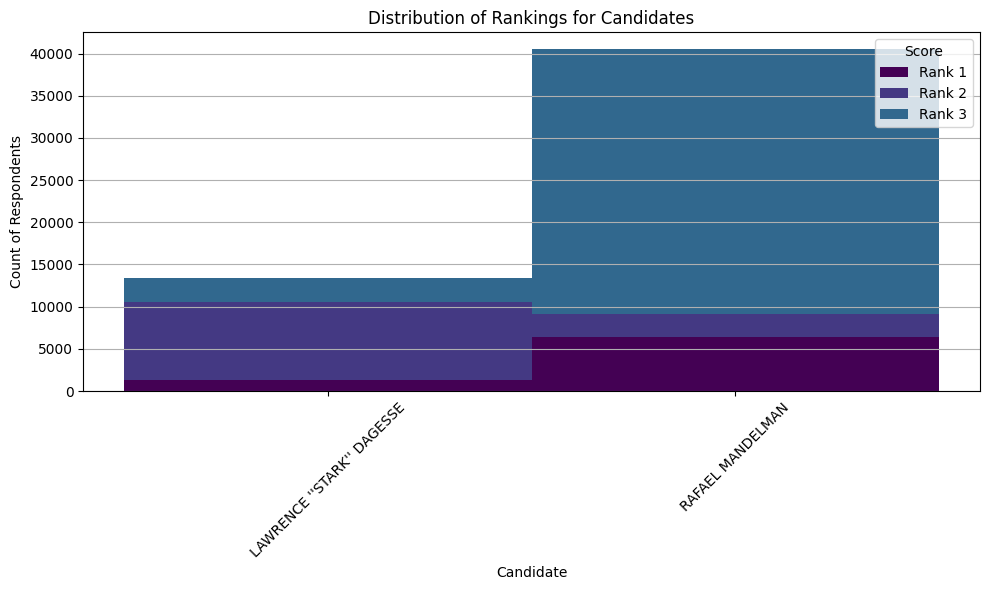 Distribution of Rankings for Candidates
Count of Respondents
40000
35000
30000
25000
20000
15000
10000
5000
0
Score
Rank 1
Rank 2
Rank 3
LAWRENCE ''STARK'' DAGESSE
RAFAEL MANDELMAN
Candidate